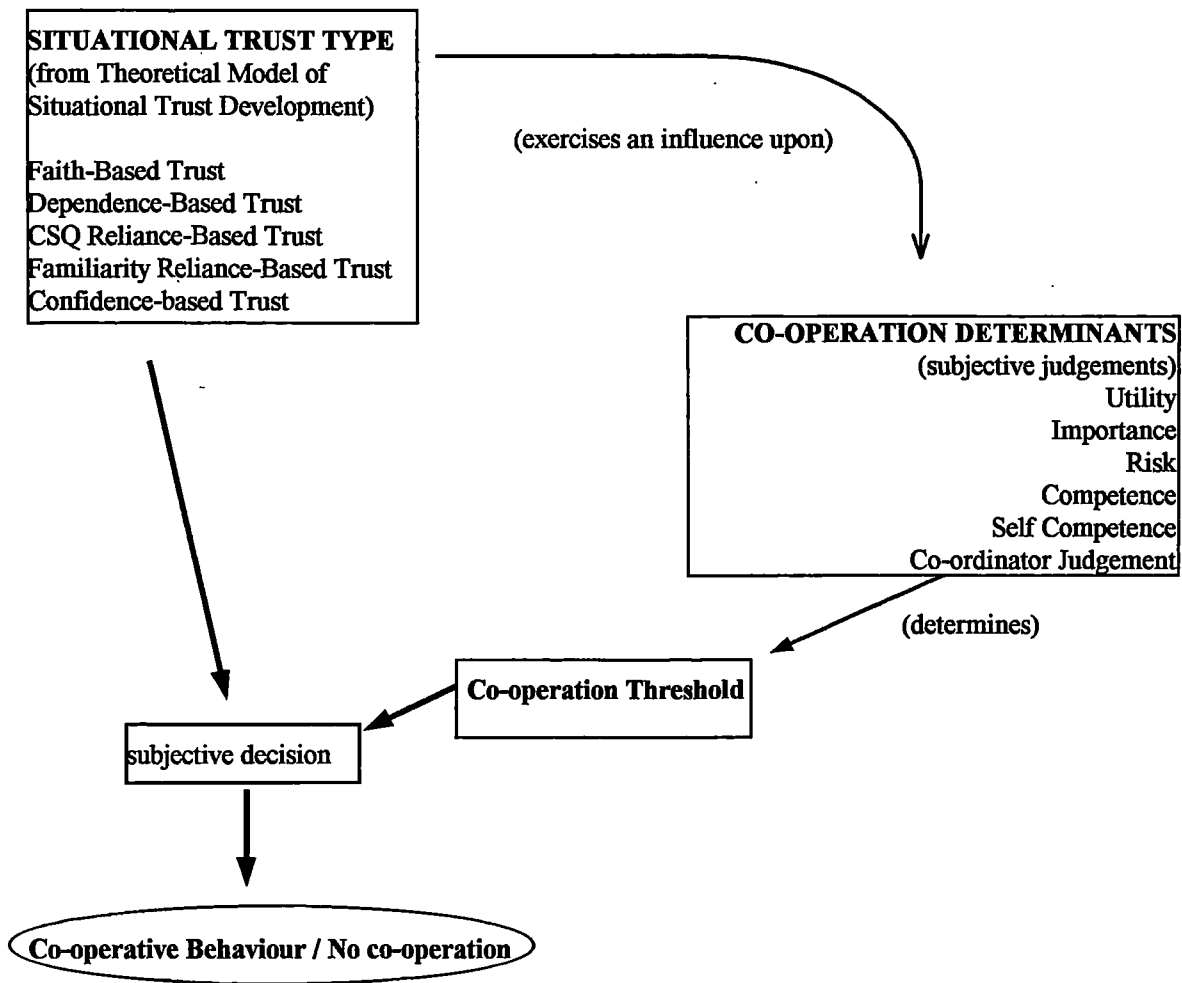 SITUATIONAL TRUST TYPE
(from Theoretical Model of
Situational Trust Development)
Faith-Based Trust
Dependence-Based Trust
CSQ Reliance-Based Trust
Familiarity Reliance-Based Trust
Confidence-based Trust
(exercises an influence upon)
CO-OPERATION DETERMINANTS
(subjective judgements)
Utility
Importance
Risk
Competence
Self Competence
Co-ordinator Judgement
(determines)
Co-operation Threshold
subjective decision
Co-operative Behaviour / No co-operation